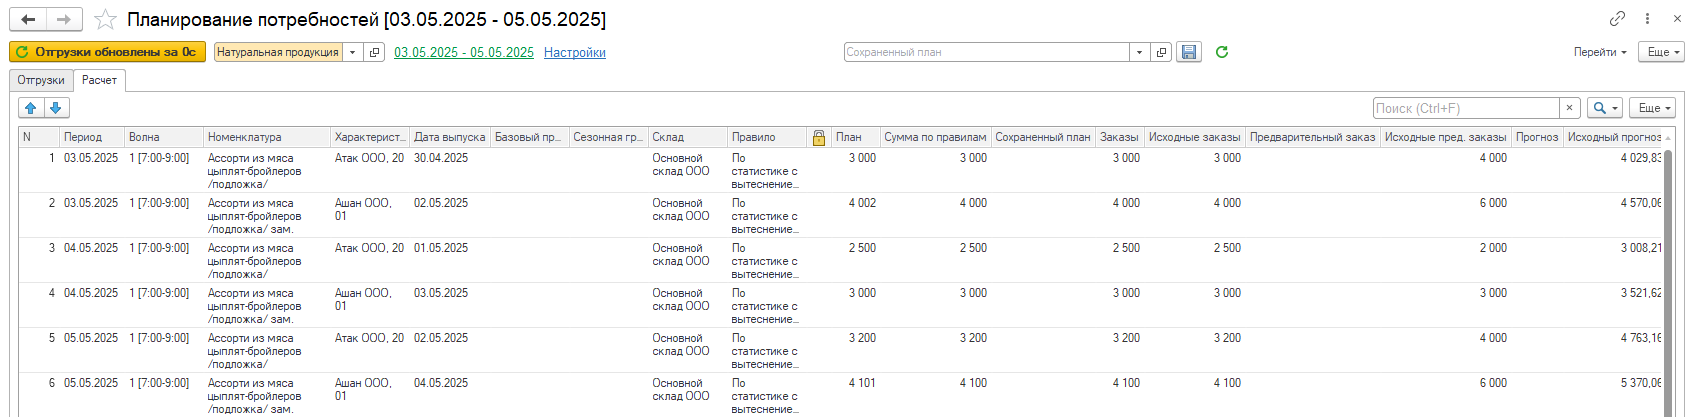 Планирование потребностей [03.05.2025 - 05.05.2025]
Отгрузки обновлены за 0с Натуральная продукция 03.05.2025 - 05.05.2025 Настройки Сохраненный план Перейти Еще
Отгрузки Расчет
Поиск (Ctrl+F) × Еще
N Период Волна Номенклатура Характерист... Дата выпуска Базовый пр... Сезонная гр... Склад Правило План Сумма по правилам Сохраненный план Заказы Исходные заказы Предварительный заказ Исходные пред. заказы Прогноз Исходный прогноз
1 03.05.2025 1 [7:00-9:00] Ассорти из мяса Атак ООО, 20 30.04.2025 Основной По 3 000 3 000 3 000 3 000 4 000 4 029,83
цыплят-бройлеров склад ООО статистике с
/подложка/ вытеснение...
2 03.05.2025 1 [7:00-9:00] Ассорти из мяса Ашан ООО, 02.05.2025 Основной По 4 002 4 000 4 000 4 000 6 000 4 570,06
цыплят-бройлеров 01 склад ООО статистике с
/подложка/ зам. вытеснение...
3 04.05.2025 1 [7:00-9:00] Ассорти из мяса Атак ООО, 20 01.05.2025 Основной По 2 500 2 500 2 500 2 500 2 000 3 008,21
цыплят-бройлеров склад ООО статистике с
/подложка/ вытеснение...
4 04.05.2025 1 [7:00-9:00] Ассорти из мяса Ашан ООО, 03.05.2025 Основной По 3 000 3 000 3 000 3 000 3 000 3 521,62
цыплят-бройлеров 01 склад ООО статистике с
/подложка/ зам. вытеснение...
5 05.05.2025 1 [7:00-9:00] Ассорти из мяса Атак ООО, 20 02.05.2025 Основной По 3 200 3 200 3 200 3 200 4 000 4 763,16
цыплят-бройлеров склад ООО статистике с
/подложка/ вытеснение...
6 05.05.2025 1 [7:00-9:00] Ассорти из мяса Ашан ООО, 04.05.2025 Основной По 4 101 4 100 4 100 4 100 6 000 5 370,06
цыплят-бройлеров 01 склад ООО статистике с
/подложка/ зам. вытеснение...